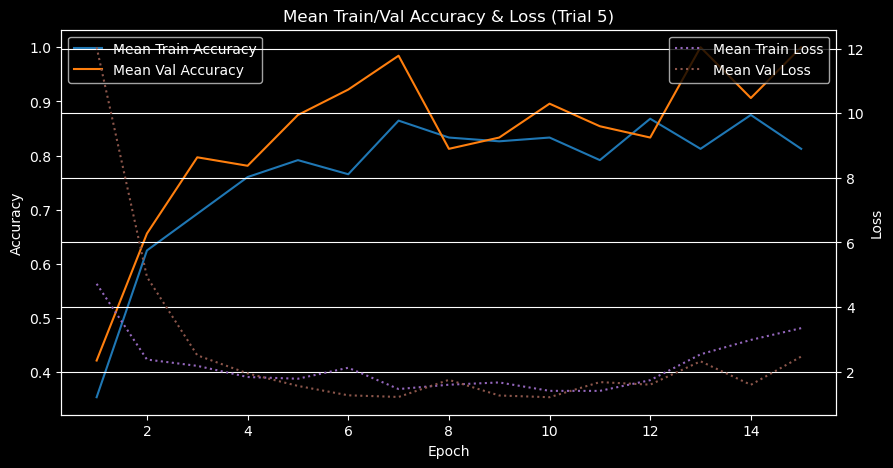 Mean Train/Val Accuracy & Loss (Trial 5)
Mean Train Accuracy
Mean Val Accuracy
Mean Train Loss
Mean Val Loss
1.0
0.9
0.8
0.7
0.6
0.5
0.4
Accuracy
12
10
8
6
4
2
Loss
2 4 6 8 10 12 14
Epoch